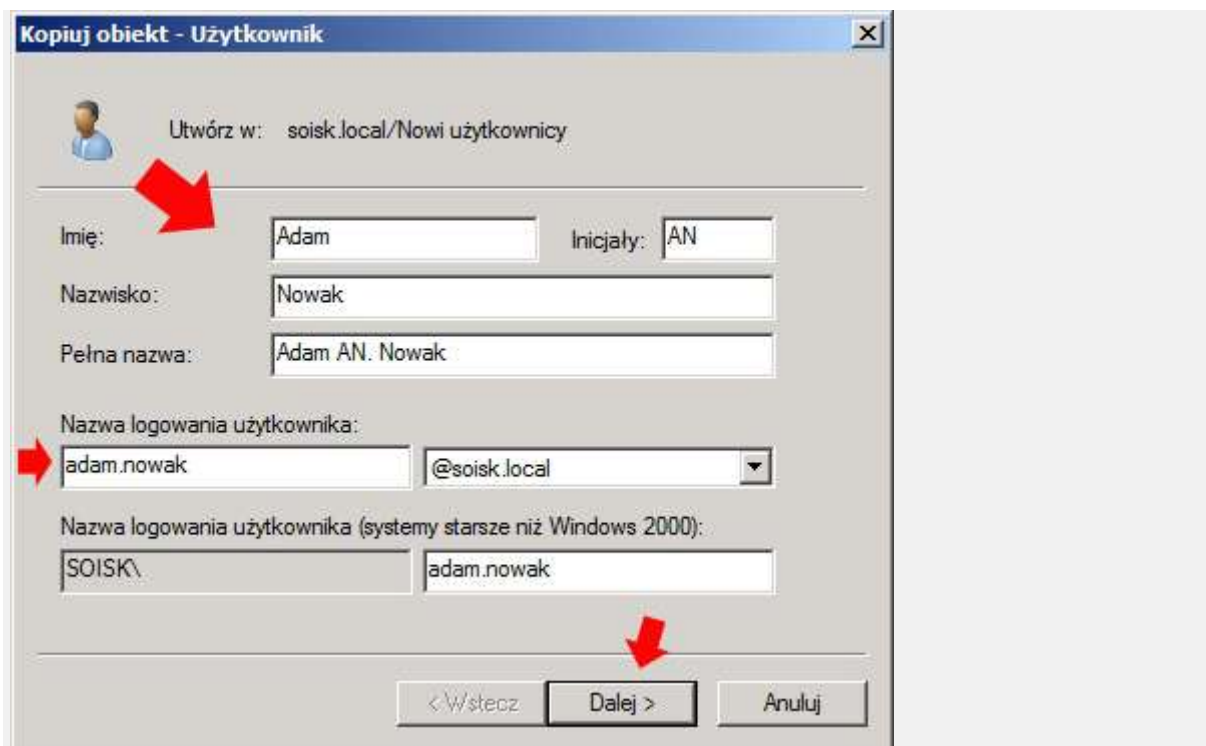 Kopiuj obiekt - Użytkownik
Utwórz w: soisk.local/Nowi użytkownicy
Imię: Adam Inicjały: AN
Nazwisko: Nowak
Pełna nazwa: Adam AN. Nowak
Nazwa logowania użytkownika:
adam.nowak @soisk.local
Nazwa logowania użytkownika (systemy starsze niż Windows 2000):
SOISK\ adam.nowak
< Wstecz Dalej > Anuluj